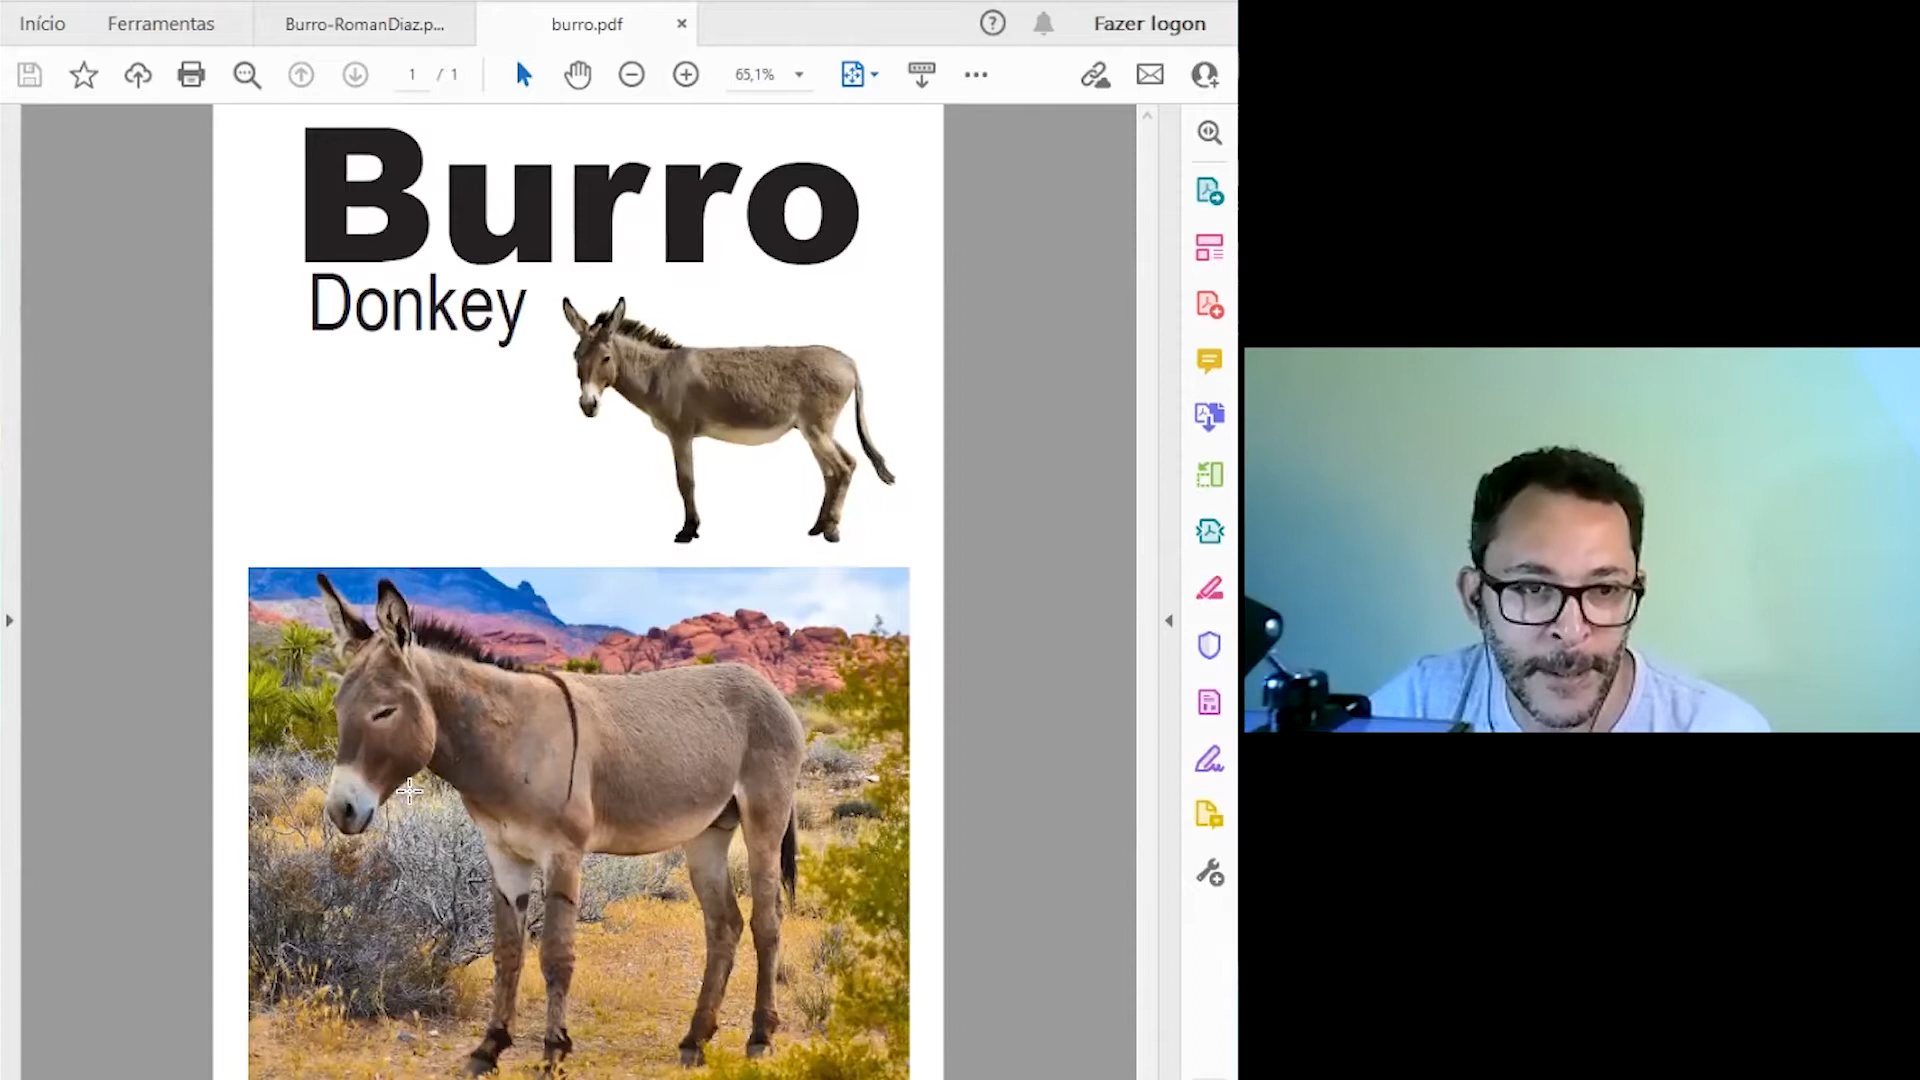 Início Ferramentas Burro-RomanDiaz.p... burro.pdf Fazer logon
1 / 1 65,1%
Burro
Donkey